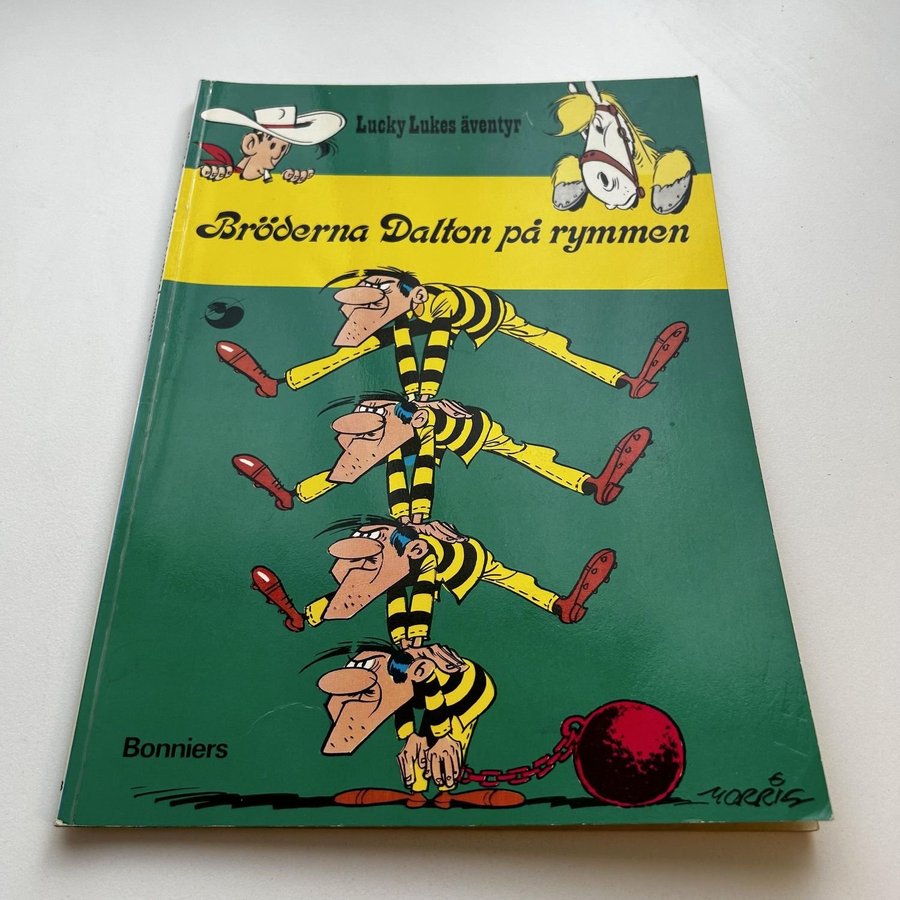 Lucky Lukes äventyr
Bröderna Dalton på rymmen
Bonniers
MORRIS